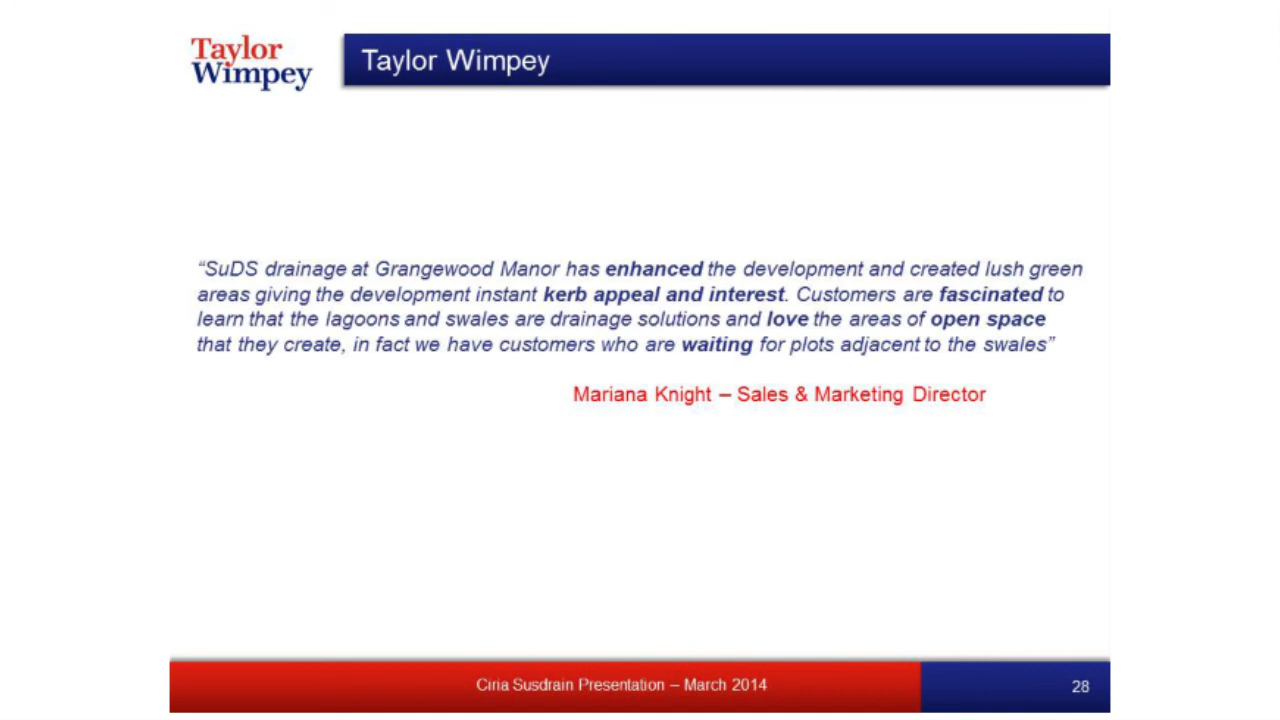 Taylor
Wimpey
Taylor Wimpey
“SuDS drainage at Grangewood Manor has enhanced the development and created lush green
areas giving the development instant kerb appeal and interest. Customers are fascinated to
learn that the lagoons and swales are drainage solutions and love the areas of open space
that they create, in fact we have customers who are waiting for plots adjacent to the swales”
Mariana Knight – Sales & Marketing Director
Ciria Susdrain Presentation – March 2014
28